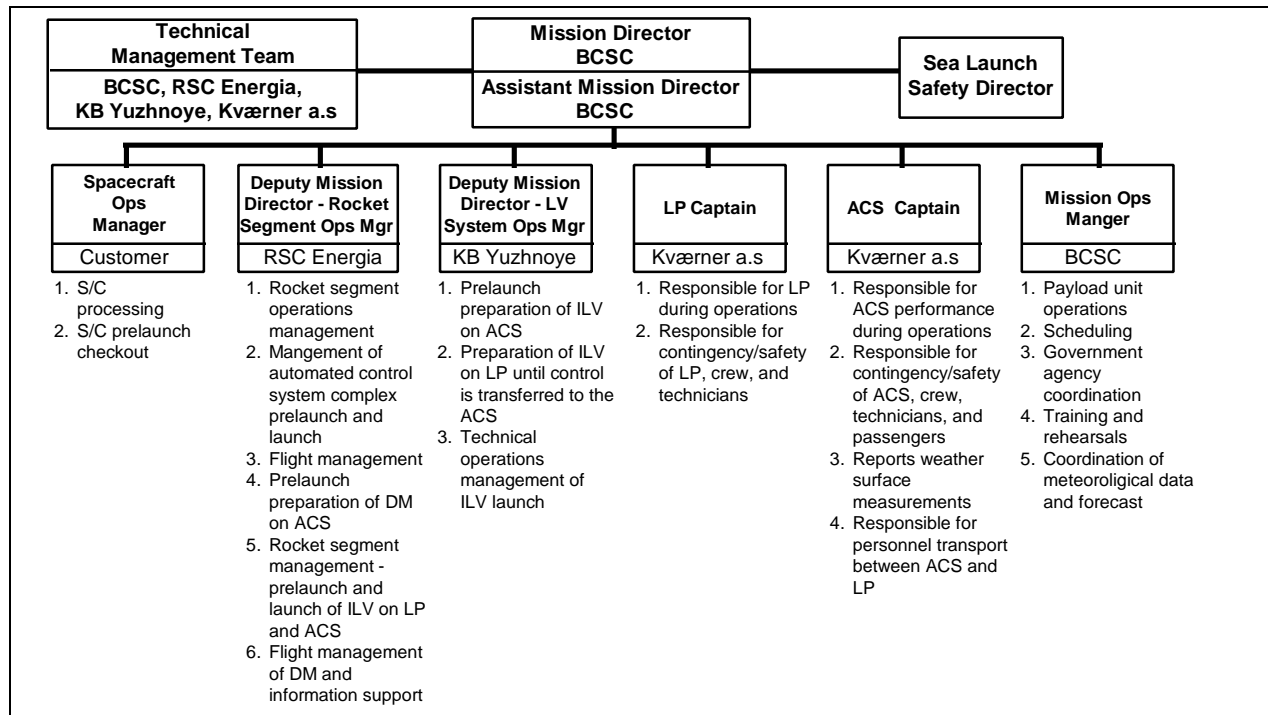 Technical
Management Team
BCSC, RSC Energia,
KB Yuzhnoye, Kværner a.s
Mission Director
BCSC
Assistant Mission Director
BCSC
Sea Launch
Safety Director
Spacecraft
Ops
Manager
Customer
1. S/C
processing
2. S/C prelaunch
checkout
Deputy Mission
Director - Rocket
Segment Ops Mgr
RSC Energia
1. Rocket segment
operations
management
2. Mangement of
automated control
system complex
prelaunch and
launch
3. Flight management
4. Prelaunch
preparation of DM
on ACS
5. Rocket segment
management -
prelaunch and
launch of ILV on LP
and ACS
6. Flight management
of DM and
information support
Deputy Mission
Director - LV
System Ops Mgr
KB Yuzhnoye
1. Prelaunch
preparation of ILV
on ACS
2. Preparation of ILV
on LP until control
is transferred to the
ACS
3. Technical
operations
management of
ILV launch
LP Captain
Kværner a.s
1. Responsible for LP
during operations
2. Responsible for
contingency/safety
of LP, crew, and
technicians
ACS Captain
Kværner a.s
1. Responsible for
ACS performance
during operations
2. Responsible for
contingency/safety
of ACS, crew,
technicians, and
passengers
3. Reports weather
surface
measurements
4. Responsible for
personnel transport
between ACS and
LP
Mission Ops
Manger
BCSC
1. Payload unit
operations
2. Scheduling
3. Government
agency
coordination
4. Training and
rehearsals
5. Coordination of
meteoroligical data
and forecast